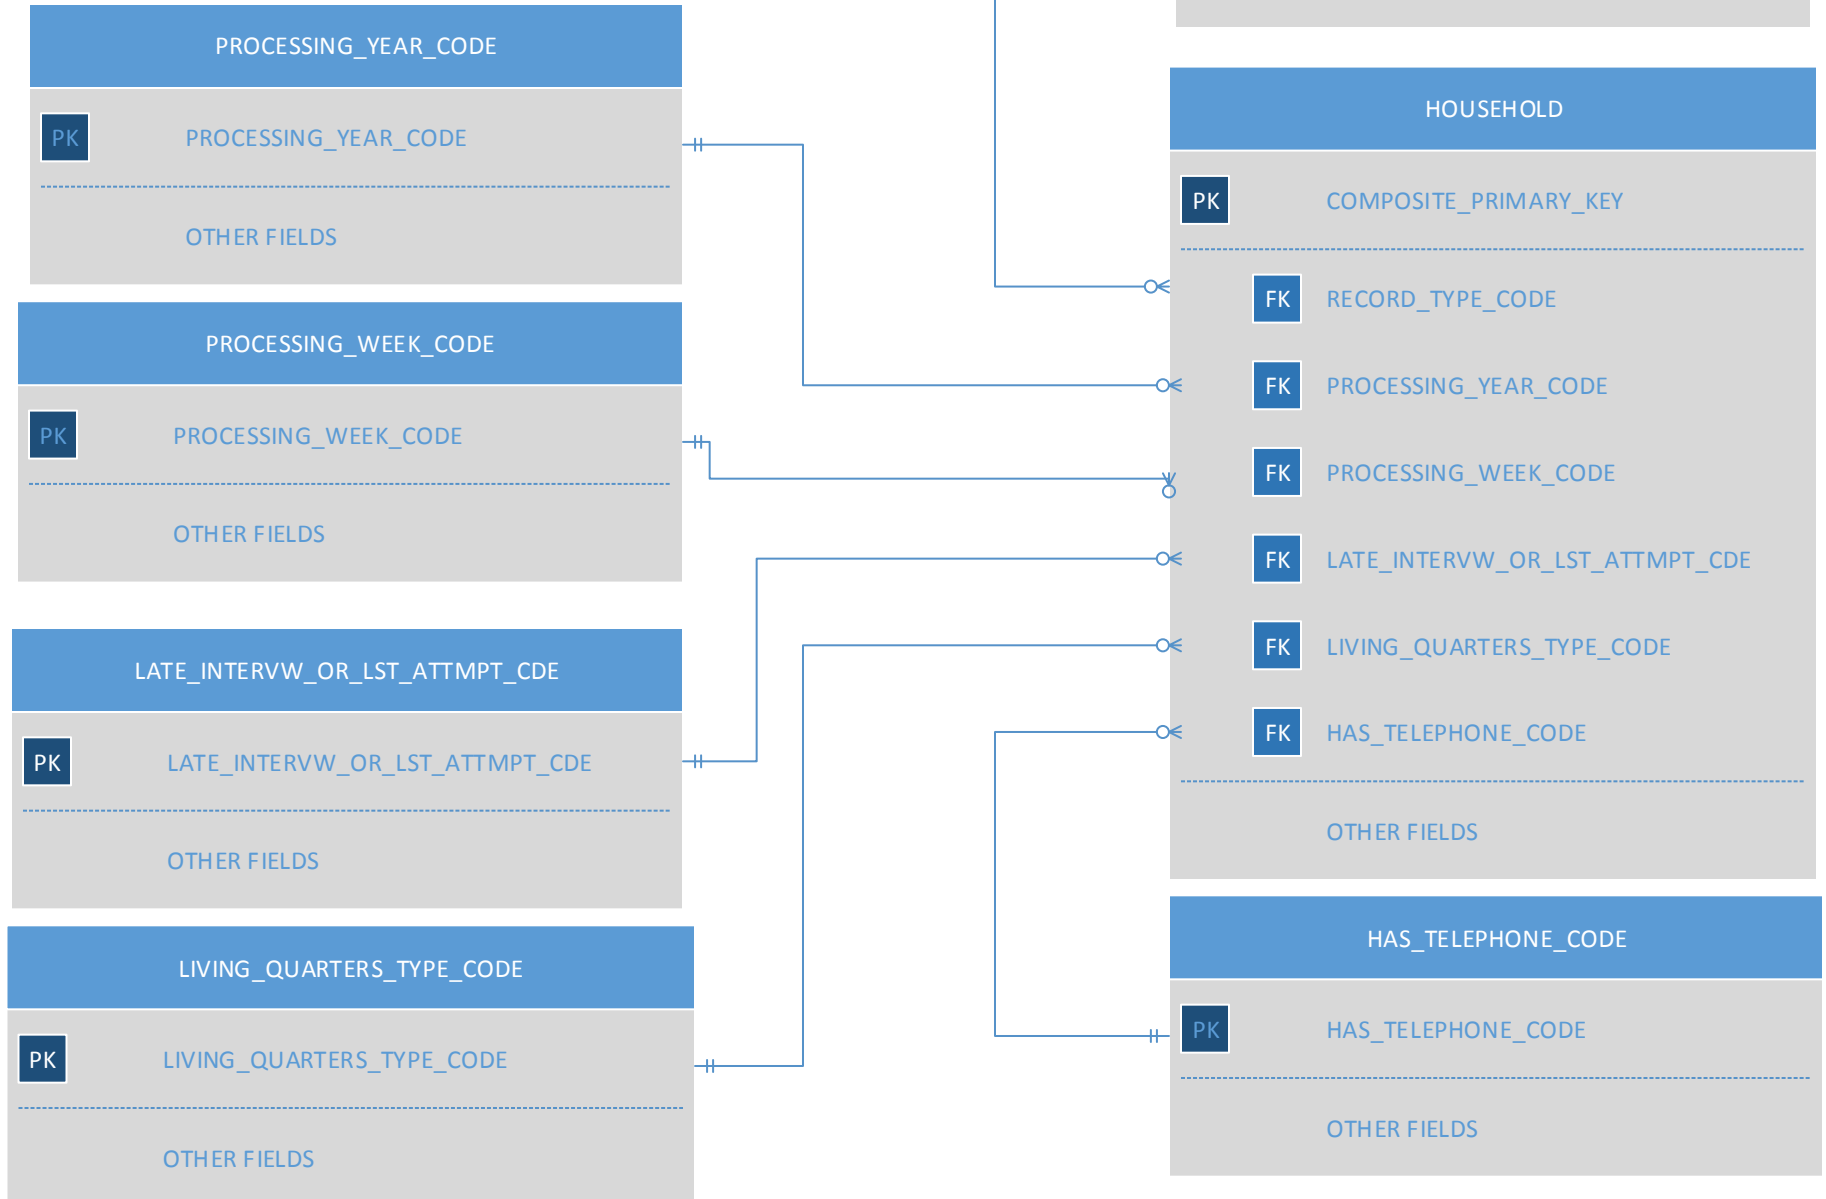 PROCESSING_YEAR_CODE
PK PROCESSING_YEAR_CODE
OTHER FIELDS
PROCESSING_WEEK_CODE
PK PROCESSING_WEEK_CODE
OTHER FIELDS
LATE_INTERVW_OR_LST_ATTMPT_CDE
PK LATE_INTERVW_OR_LST_ATTMPT_CDE
OTHER FIELDS
LIVING_QUARTERS_TYPE_CODE
PK LIVING_QUARTERS_TYPE_CODE
OTHER FIELDS
HOUSEHOLD
PK COMPOSITE_PRIMARY_KEY
FK RECORD_TYPE_CODE
FK PROCESSING_YEAR_CODE
FK PROCESSING_WEEK_CODE
FK LATE_INTERVW_OR_LST_ATTMPT_CDE
FK LIVING_QUARTERS_TYPE_CODE
FK HAS_TELEPHONE_CODE
OTHER FIELDS
HAS_TELEPHONE_CODE
PK HAS_TELEPHONE_CODE
OTHER FIELDS